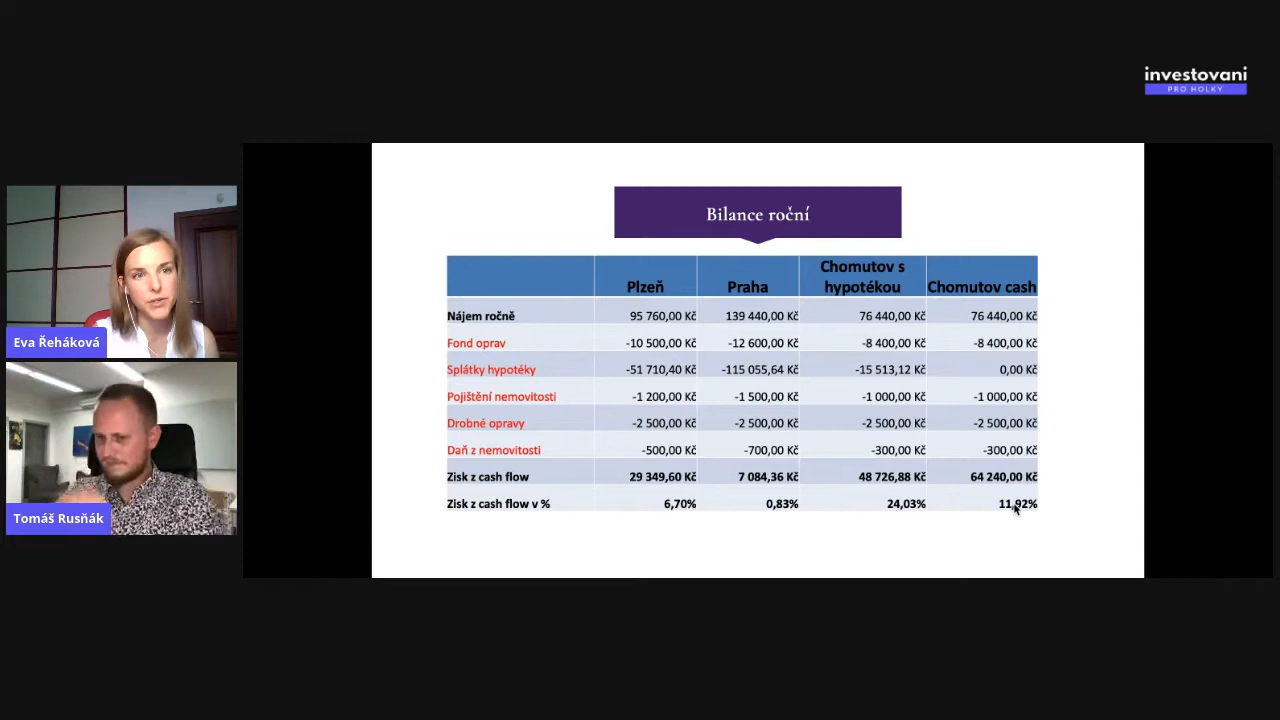 investovani
PRO HOLKY
Eva Řeháková
Tomáš Rusňák
Bilance roční
Plzeň Praha Chomutov s hypotékou Chomutov cash
Nájem ročně 95 760,00 Kč 139 440,00 Kč 76 440,00 Kč 76 440,00 Kč
Fond oprav -10 500,00 Kč -12 600,00 Kč -8 400,00 Kč -8 400,00 Kč
Splátky hypotéky -51 710,40 Kč -115 055,64 Kč -15 513,12 Kč 0,00 Kč
Pojištění nemovitosti -1 200,00 Kč -1 500,00 Kč -1 000,00 Kč -1 000,00 Kč
Drobné opravy -2 500,00 Kč -2 500,00 Kč -2 500,00 Kč -2 500,00 Kč
Daň z nemovitosti -500,00 Kč -700,00 Kč -300,00 Kč -300,00 Kč
Zisk z cash flow 29 349,60 Kč 7 084,36 Kč 48 726,88 Kč 64 240,00 Kč
Zisk z cash flow v % 6,70% 0,83% 24,03% 11,92%